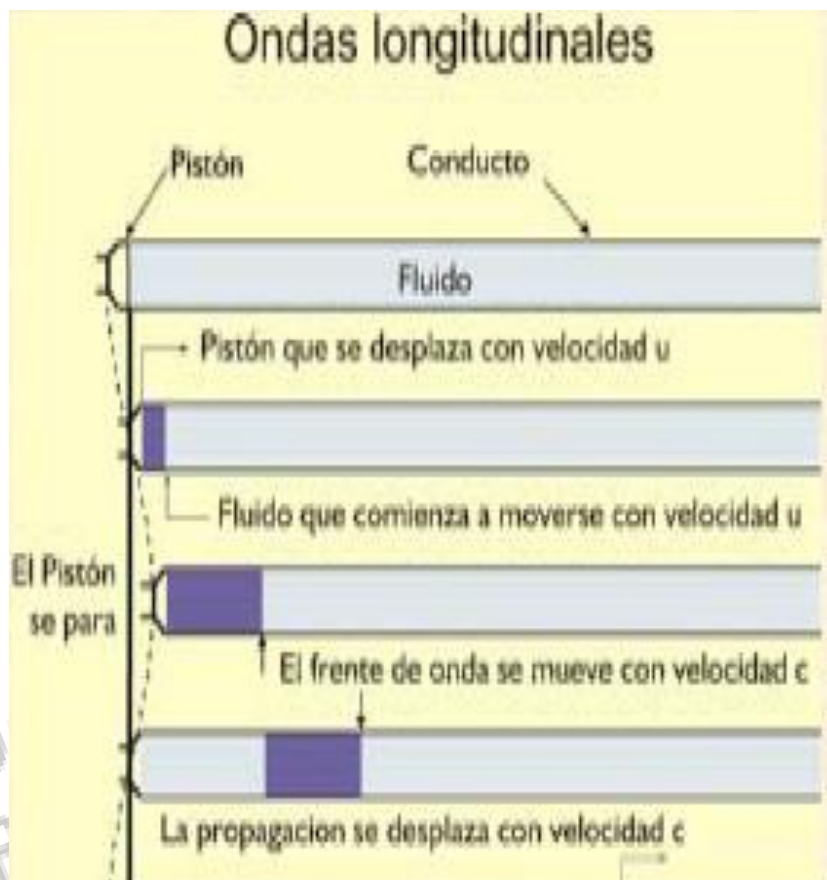 Ondas longitudinales
Pistón
Conducto
Fluido
Pistón que se desplaza con velocidad u
Fluido que comienza a moverse con velocidad u
El Pistón
se para
El frente de onda se mueve con velocidad c
La propagacion se desplaza con velocidad c